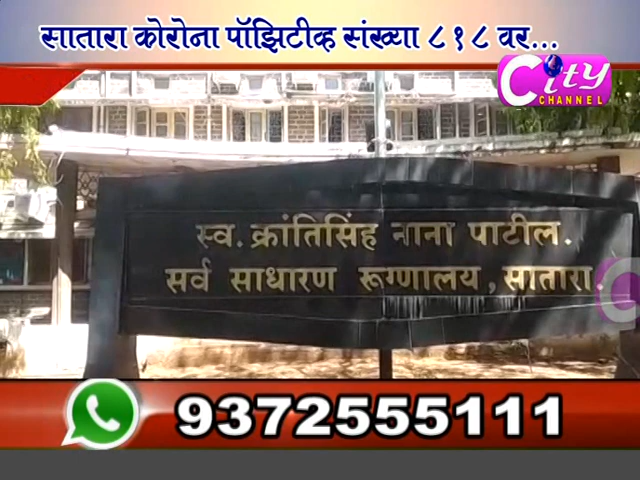 सातारा कोरोना पॉझिटीव्ह संख्या ८१८ वर...
City
CHANNEL
स्व. क्रांतिसिंह नाना पाटील.
सर्व साधारण रूग्णालय, सातारा.
9372555111